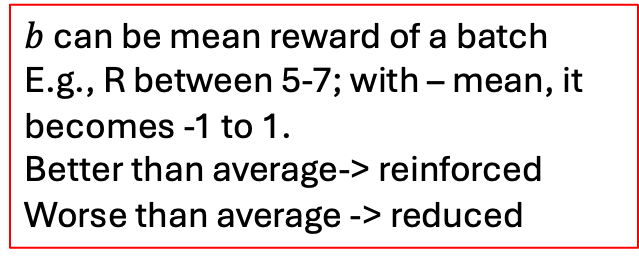 b can be mean reward of a batch
E.g., R between 5-7; with – mean, it
becomes -1 to 1.
Better than average-> reinforced
Worse than average -> reduced